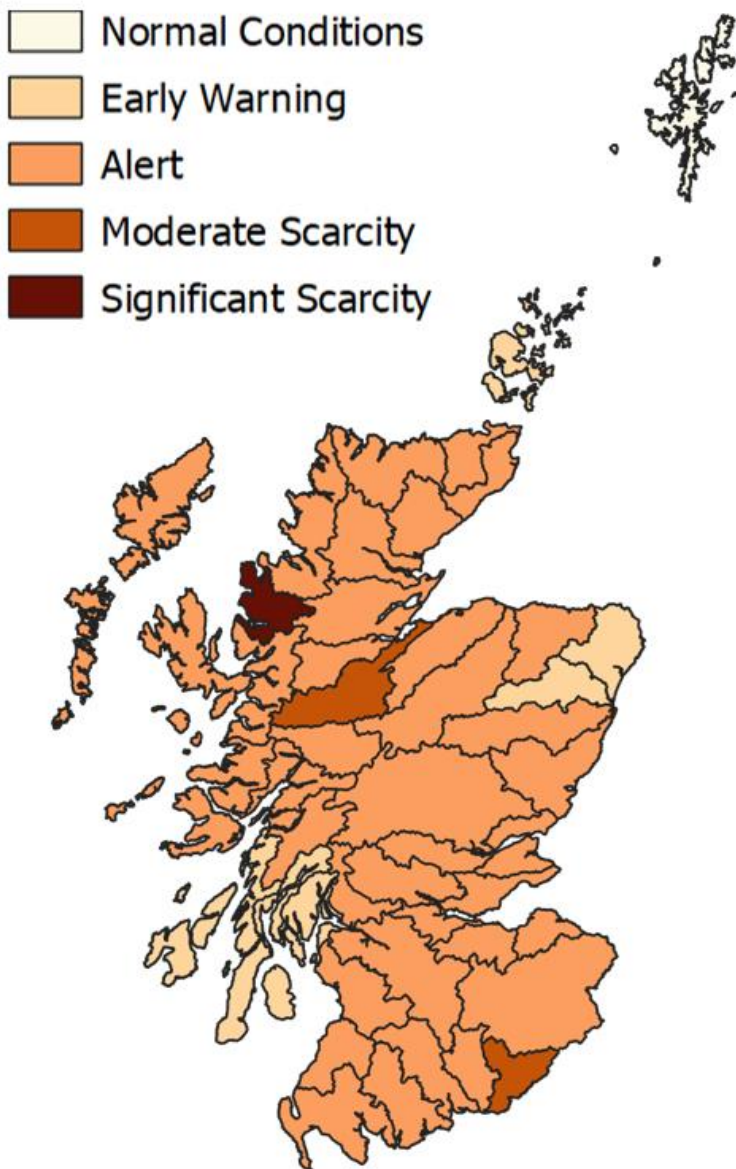 Normal Conditions
Early Warning
Alert
Moderate Scarcity
Significant Scarcity